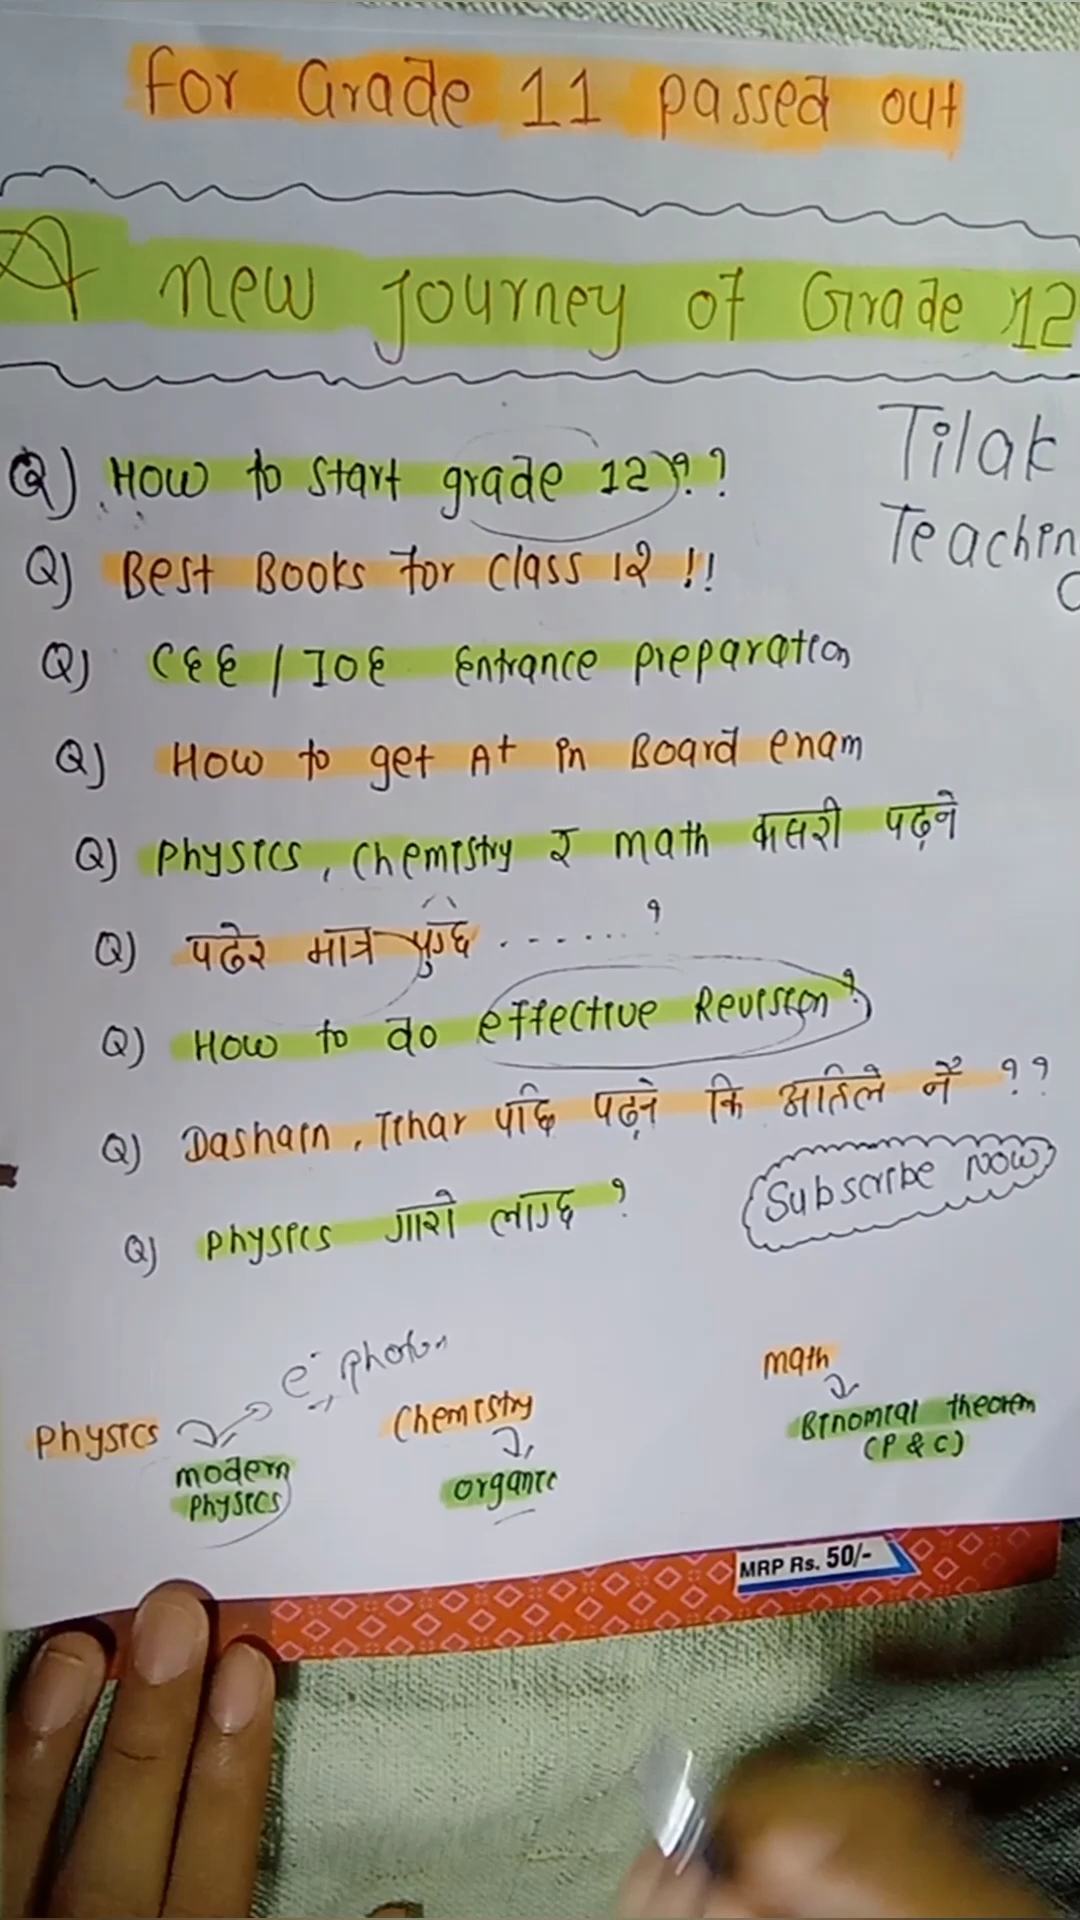 For Grade 11 passed out
A new journey of Grade 12
Tilak
Teaching
Q) How to start grade 12???
Q) Best Books for class 12 !!
Q) CEE / IOE Entrance preparation
Q) How to get A+ in Board enam
Q) Physics, Chemistry र math कसरी पढ्ने
Q) पढेर मात्र पुग्छ .......?
Q) How to do effective Revision?
Q) Dashain, Tihar पछि पढ्ने कि अहिले नै ??
Q) Physics गारो लाग्छ ?
Subscribe Now
Physics
e⁻, photon
modern
Physics
Chemistry
organic
math
Binomial theorem
(P & C)
MRP Rs. 50/-